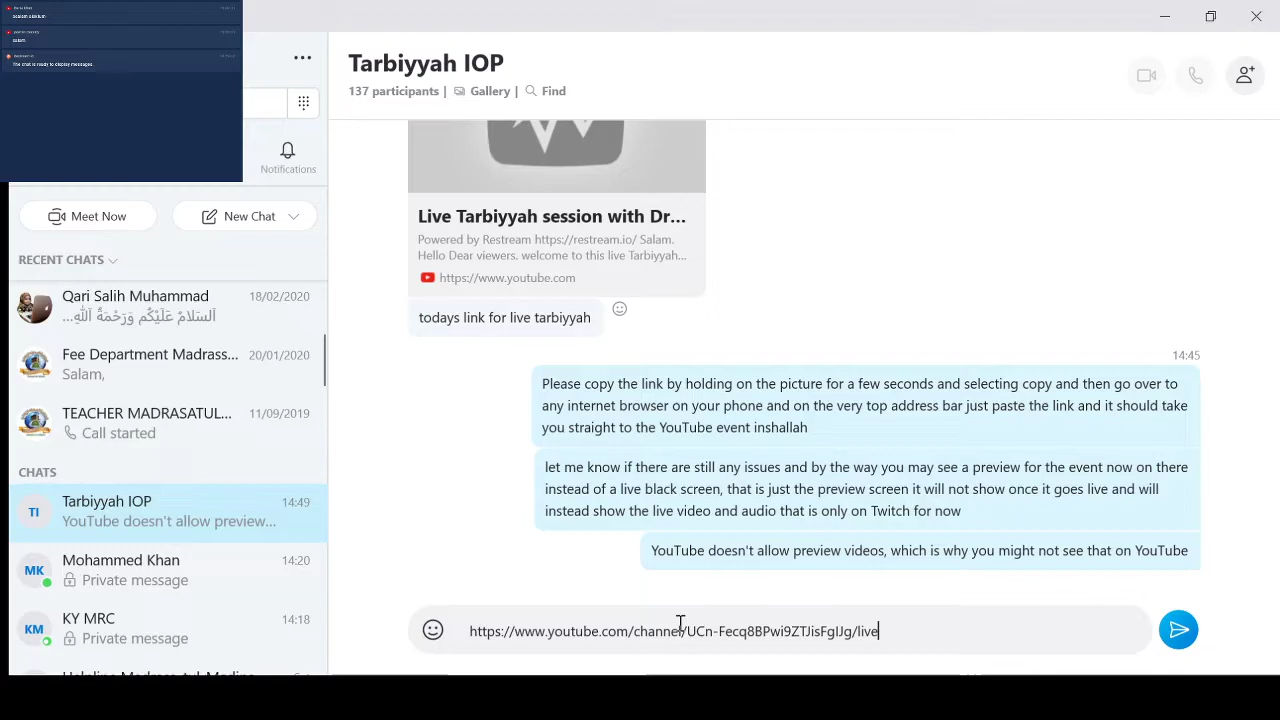 salam
The chat is ready to display messages.
Notifications
Meet Now
New Chat
RECENT CHATS
Qari Salih Muhammad 18/02/2020
...اَلسَلامُ عَلَيْكُم وَرَحْمَةُ اَللهِ
Fee Department Madrass... 20/01/2020
Salam,
TEACHER MADRASATUL... 11/09/2019
Call started
CHATS
TI
Tarbiyyah IOP 14:49
YouTube doesn't allow preview...
MK
Mohammed Khan 14:20
Private message
KM
KY MRC 14:18
Private message
Tarbiyyah IOP
137 participants | Gallery | Find
Live Tarbiyyah session with Dr...
Powered by Restream https://restream.io/ Salam.
Hello Dear viewers. welcome to this live Tarbiyyah...
https://www.youtube.com
todays link for live tarbiyyah
14:45
Please copy the link by holding on the picture for a few seconds and selecting copy and then go over to
any internet browser on your phone and on the very top address bar just paste the link and it should take
you straight to the YouTube event inshallah
let me know if there are still any issues and by the way you may see a preview for the event now on there
instead of a live black screen, that is just the preview screen it will not show once it goes live and will
instead show the live video and audio that is only on Twitch for now
YouTube doesn't allow preview videos, which is why you might not see that on YouTube
https://www.youtube.com/channel/UCn-Fecq8BPwi9ZTJisFgIJg/live